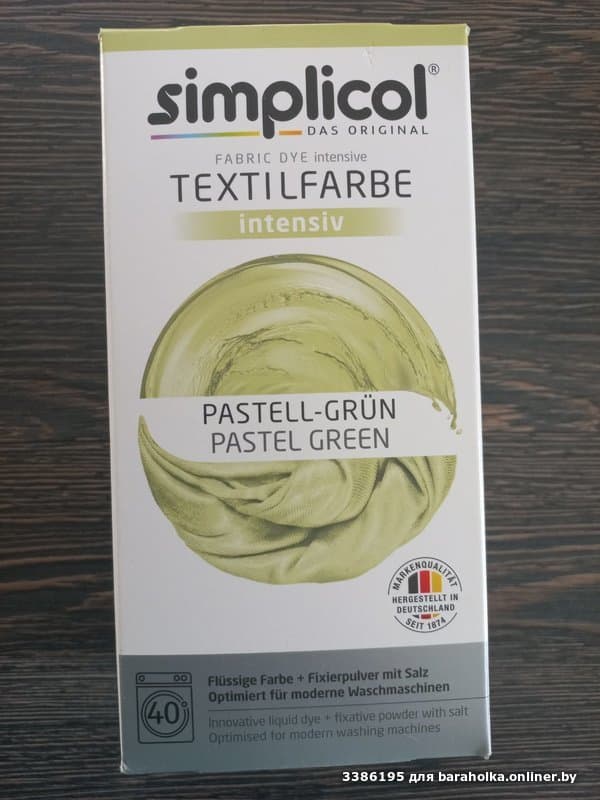 simplicol®
DAS ORIGINAL
FABRIC DYE intensive
TEXTILFARBE
intensiv
PASTELL-GRÜN
PASTEL GREEN
MARKENQUALITÄT
HERGESTELLT IN
DEUTSCHLAND
SEIT 1874
40°
Flüssige Farbe + Fixierpulver mit Salz
Optimiert für moderne Waschmaschinen
Innovative liquid dye + fixative powder with salt
Optimised for modern washing machines
3386195 для baraholka.onliner.by